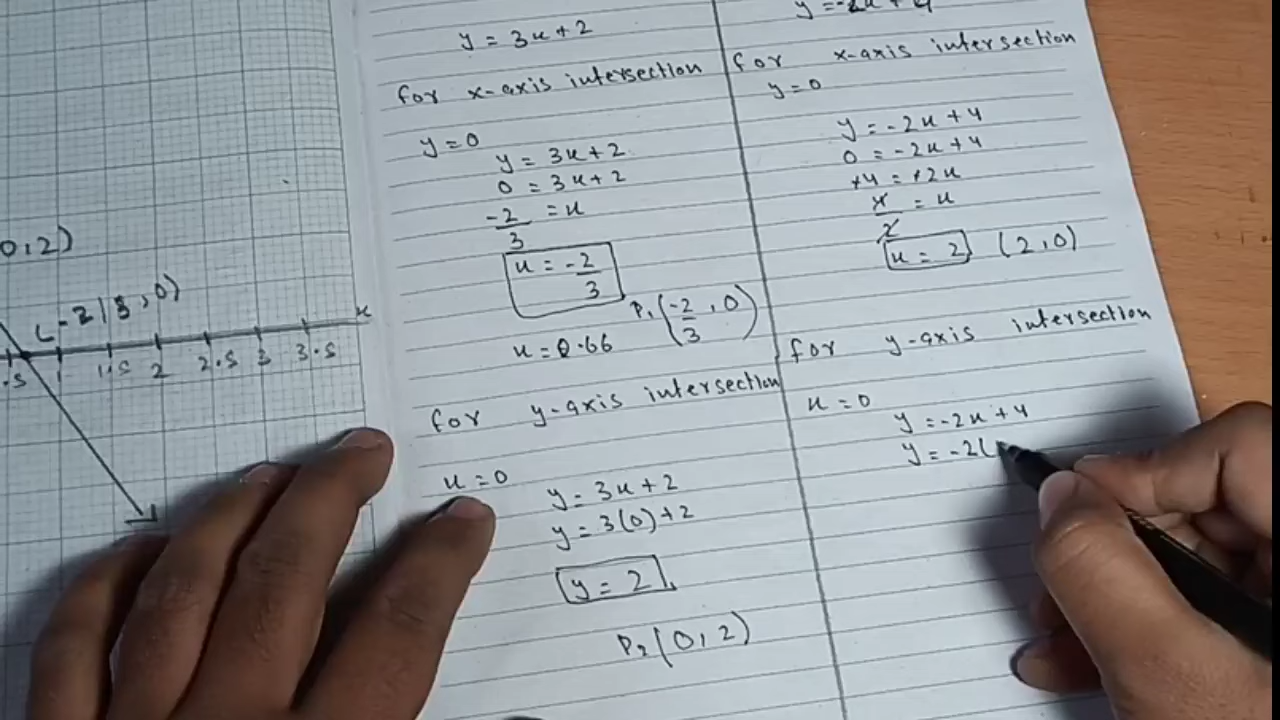 0,2)
(-2/3,0)
x
.5 1 1.5 2 2.5 3 3.5
y = 3x+2
for x-axis intersection
y=0
y = 3x+2
0 = 3x+2
-2/3 = x
x = -2/3
P1(-2/3, 0)
x = 0.66
for y-axis intersection
x = 0
y = 3x+2
y = 3(0)+2
y = 2
P2(0,2)
y = -2x+4
for x-axis intersection
y=0
y = -2x+4
0 = -2x+4
+4 = +2x
4/2 = x
x = 2 (2,0)
for y-axis intersection
x = 0
y = -2x+4
y = -2(